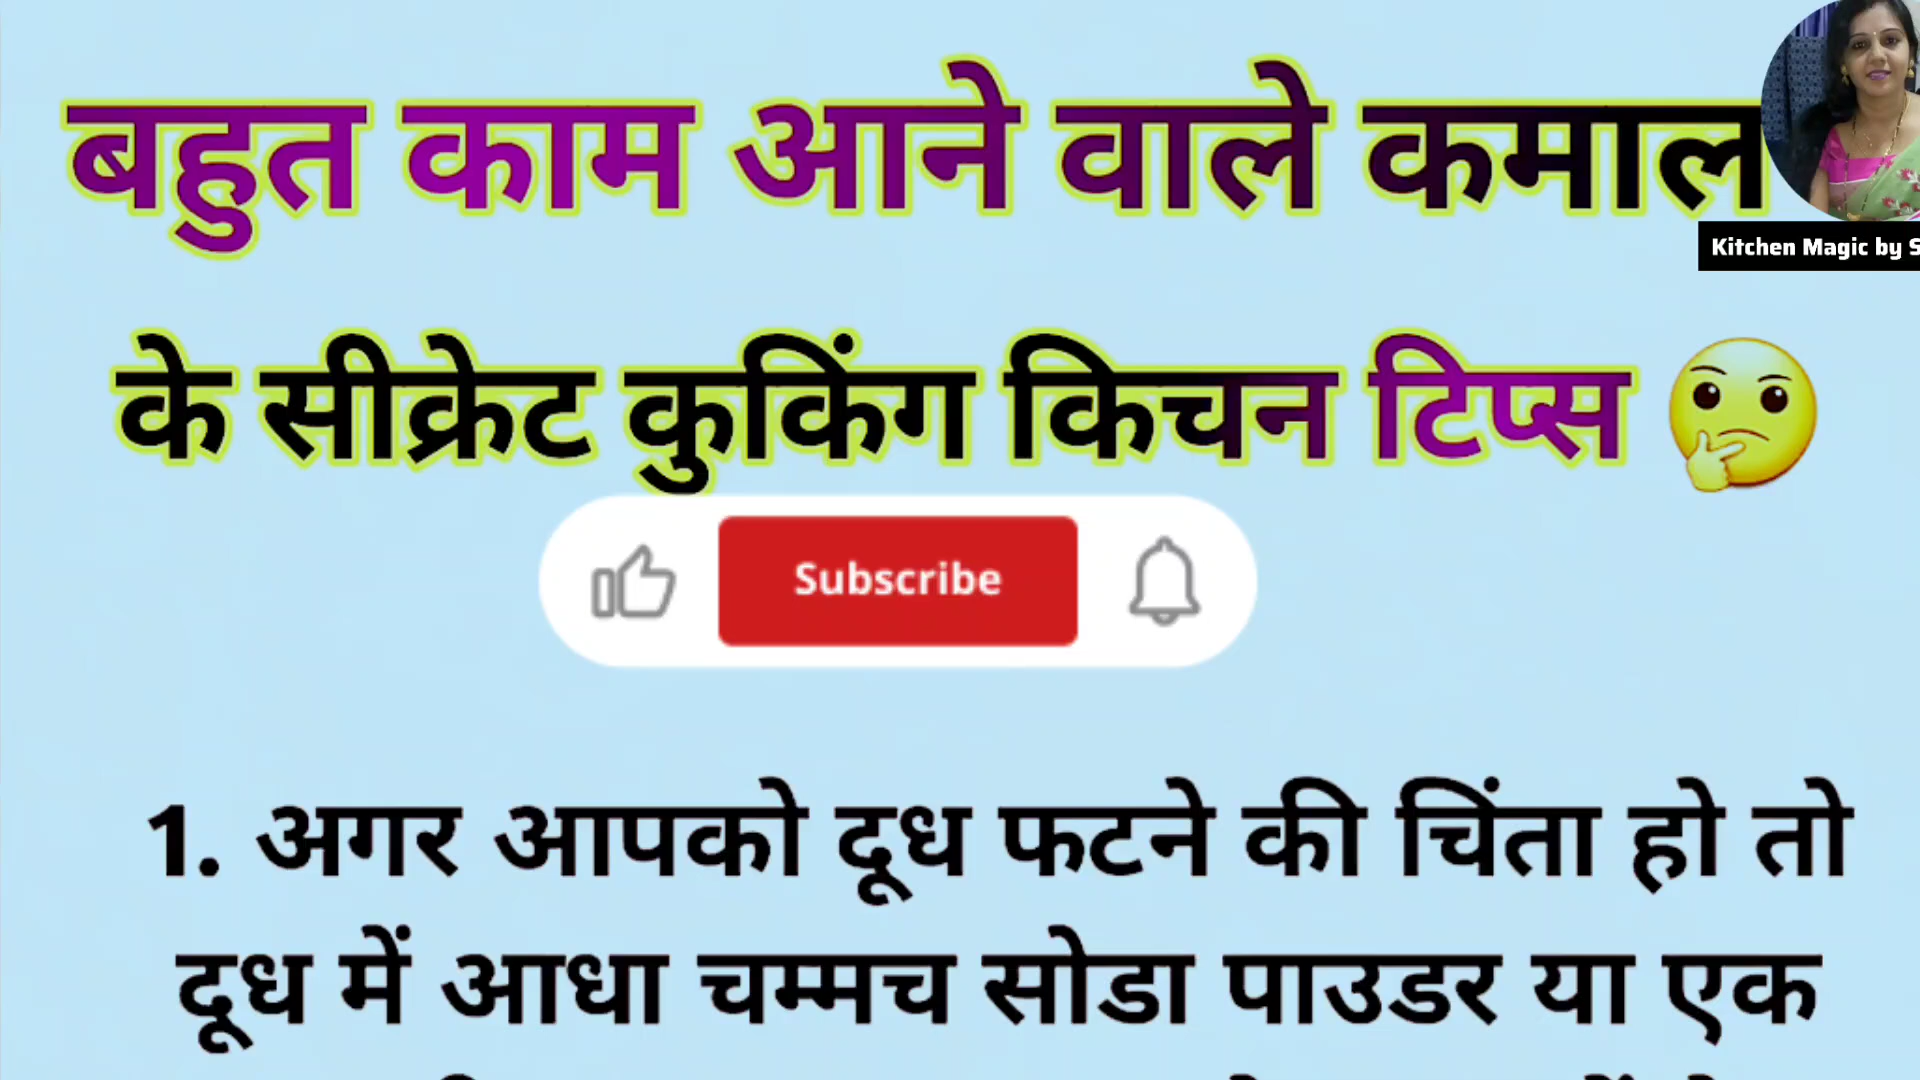 बहुत काम आने वाले कमाल
Kitchen Magic by
के सीक्रेट कुकिंग किचन टिप्स
Subscribe
1. अगर आपको दूध फटने की चिंता हो तो
दूध में आधा चम्मच सोडा पाउडर या एक